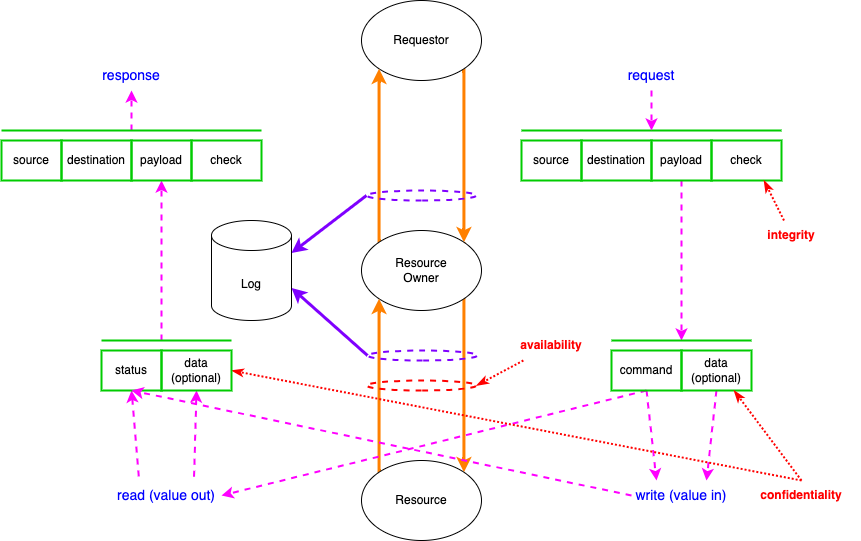 Requestor
response
request
source destination payload check
source destination payload check
integrity
Resource
Owner
Log
availability
status data
(optional)
command data
(optional)
read (value out)
Resource
write (value in)
confidentiality